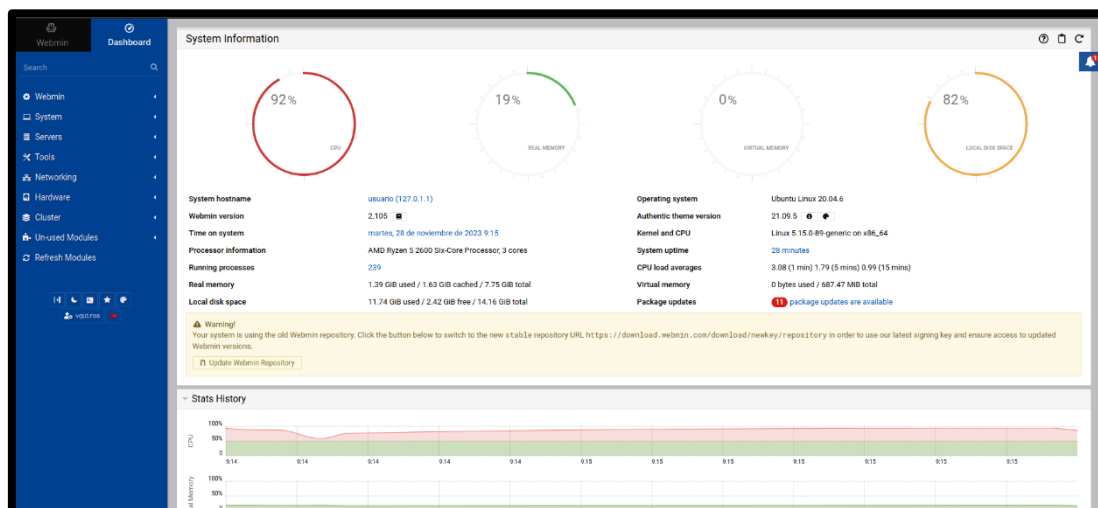 Webmin
Dashboard
Search
Webmin
System
Servers
Tools
Networking
Hardware
Cluster
Un-used Modules
Refresh Modules
System Information
1
92%
CPU
19%
REAL MEMORY
0%
VIRTUAL MEMORY
82%
LOCAL DISK SPACE
System hostname usuario (127.0.1.1) Operating system Ubuntu Linux 20.04.6
Webmin version 2.105 Authentic theme version 21.09.5
Time on system martes, 28 de noviembre de 2023 9:15 Kernel and CPU Linux 5.15.0-89-generic on x86_64
Processor information AMD Ryzen 5 2600 Six-Core Processor, 3 cores System uptime 28 minutes
Running processes 239 CPU load averages 3.08 (1 min) 1.79 (5 mins) 0.99 (15 mins)
Real memory 1.39 GiB used / 1.63 GiB cached / 7.75 GiB total Virtual memory 0 bytes used / 687.47 MiB total
Local disk space 11.74 GiB used / 2.42 GiB free / 14.16 GiB total Package updates 11 package updates are available
Warning!
Your system is using the old Webmin repository. Click the button below to switch to the new stable repository URL https://download.webmin.com/download/newkey/repository in order to use our latest signing key and ensure access to updated
Webmin versions.
Update Webmin Repository
Stats History
CPU
100%
50%
0
9:14 9:14 9:14 9:14 9:14 9:15 9:15 9:15 9:15 9:15 9:15 9:15
Memory
100%
50%
0